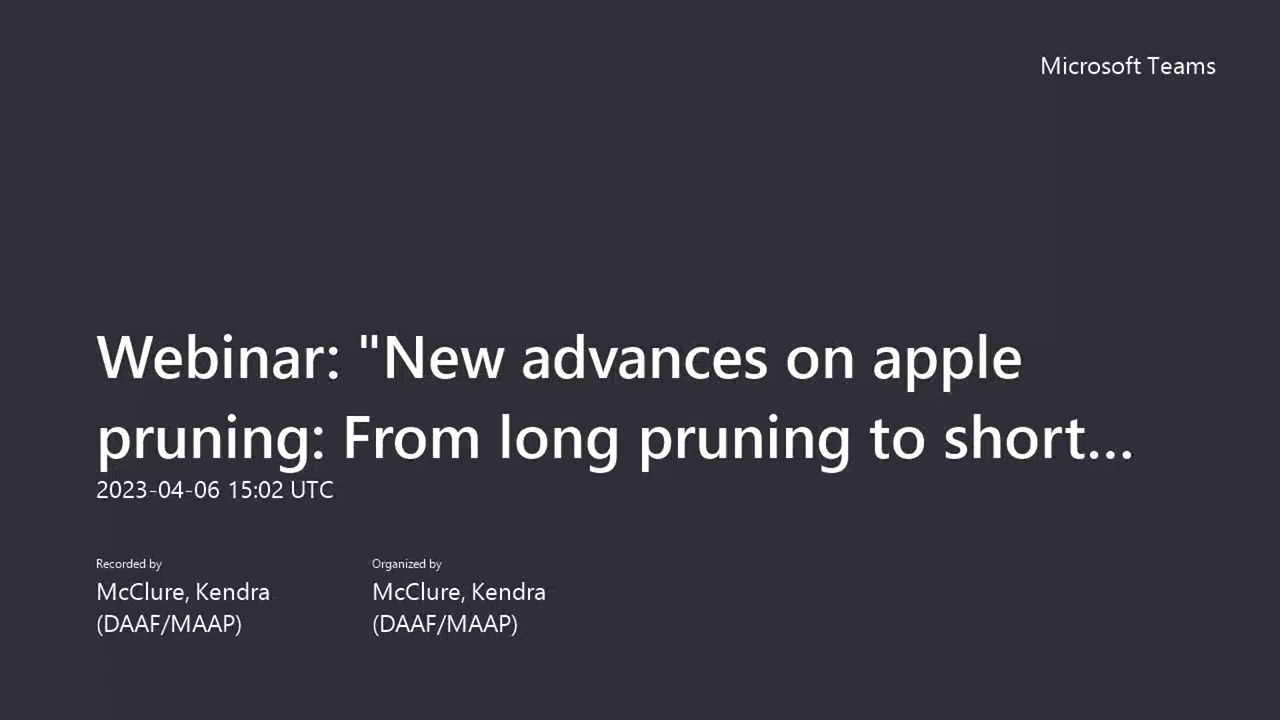 Microsoft Teams
Webinar: "New advances on apple
pruning: From long pruning to short...
2023-04-06 15:02 UTC
Recorded by
McClure, Kendra
(DAAF/MAAP)
Organized by
McClure, Kendra
(DAAF/MAAP)